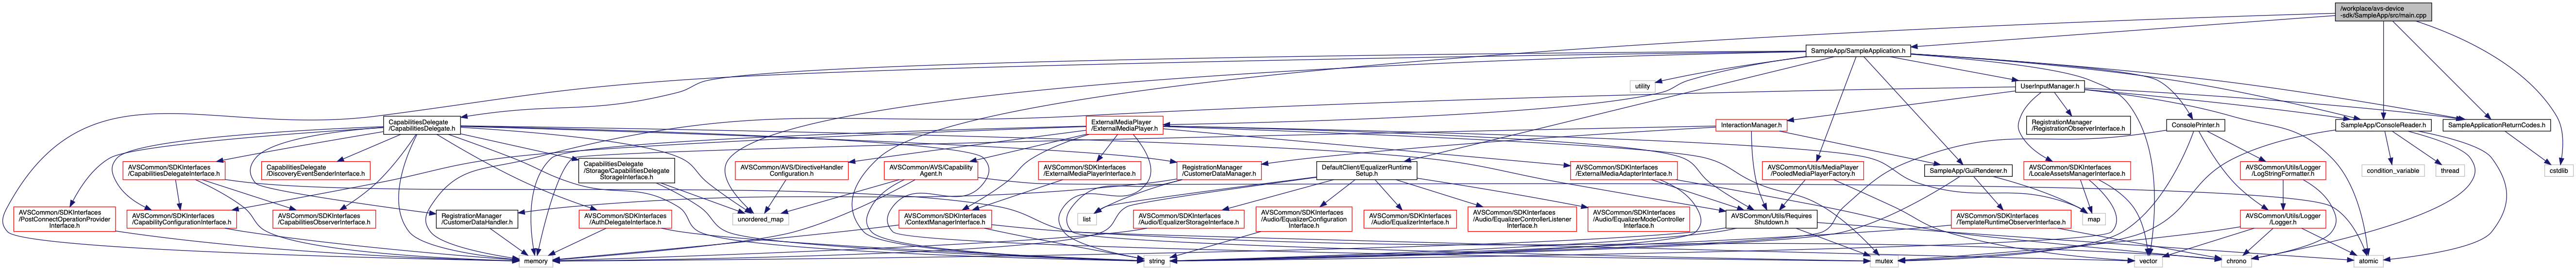 /workplace/avs-device
-sdk/SampleApp/src/main.cpp
SampleApp/SampleApplication.h
utility
UserInputManager.h
CapabilitiesDelegate
/CapabilitiesDelegate.h
ExternalMediaPlayer
/ExternalMediaPlayer.h
InteractionManager.h
RegistrationManager
/RegistrationObserverInterface.h
ConsolePrinter.h
SampleApp/ConsoleReader.h
SampleApplicationReturnCodes.h
AVSCommon/SDKInterfaces
/CapabilitiesDelegateInterface.h
CapabilitiesDelegate
/DiscoveryEventSenderInterface.h
CapabilitiesDelegate
/Storage/CapabilitiesDelegate
StorageInterface.h
AVSCommon/AVS/DirectiveHandler
Configuration.h
AVSCommon/AVS/Capability
Agent.h
AVSCommon/SDKInterfaces
/ExternalMediaPlayerInterface.h
RegistrationManager
/CustomerDataManager.h
DefaultClient/EqualizerRuntime
Setup.h
AVSCommon/SDKInterfaces
/ExternalMediaAdapterInterface.h
AVSCommon/Utils/MediaPlayer
/PooledMediaPlayerFactory.h
SampleApp/GuiRenderer.h
AVSCommon/SDKInterfaces
/LocaleAssetsManagerInterface.h
AVSCommon/Utils/Logger
/LogStringFormatter.h
condition_variable
thread
cstdlib
AVSCommon/SDKInterfaces
/PostConnectOperationProvider
Interface.h
AVSCommon/SDKInterfaces
/CapabilityConfigurationInterface.h
AVSCommon/SDKInterfaces
/CapabilitiesObserverInterface.h
RegistrationManager
/CustomerDataHandler.h
AVSCommon/SDKInterfaces
/AuthDelegateInterface.h
unordered_map
AVSCommon/SDKInterfaces
/ContextManagerInterface.h
list
AVSCommon/SDKInterfaces
/Audio/EqualizerStorageInterface.h
AVSCommon/SDKInterfaces
/Audio/EqualizerConfiguration
Interface.h
AVSCommon/SDKInterfaces
/Audio/EqualizerInterface.h
AVSCommon/SDKInterfaces
/Audio/EqualizerControllerListener
Interface.h
AVSCommon/SDKInterfaces
/Audio/EqualizerModeController
Interface.h
AVSCommon/Utils/Requires
Shutdown.h
AVSCommon/SDKInterfaces
/TemplateRuntimeObserverInterface.h
map
AVSCommon/Utils/Logger
/Logger.h
memory
string
mutex
vector
chrono
atomic